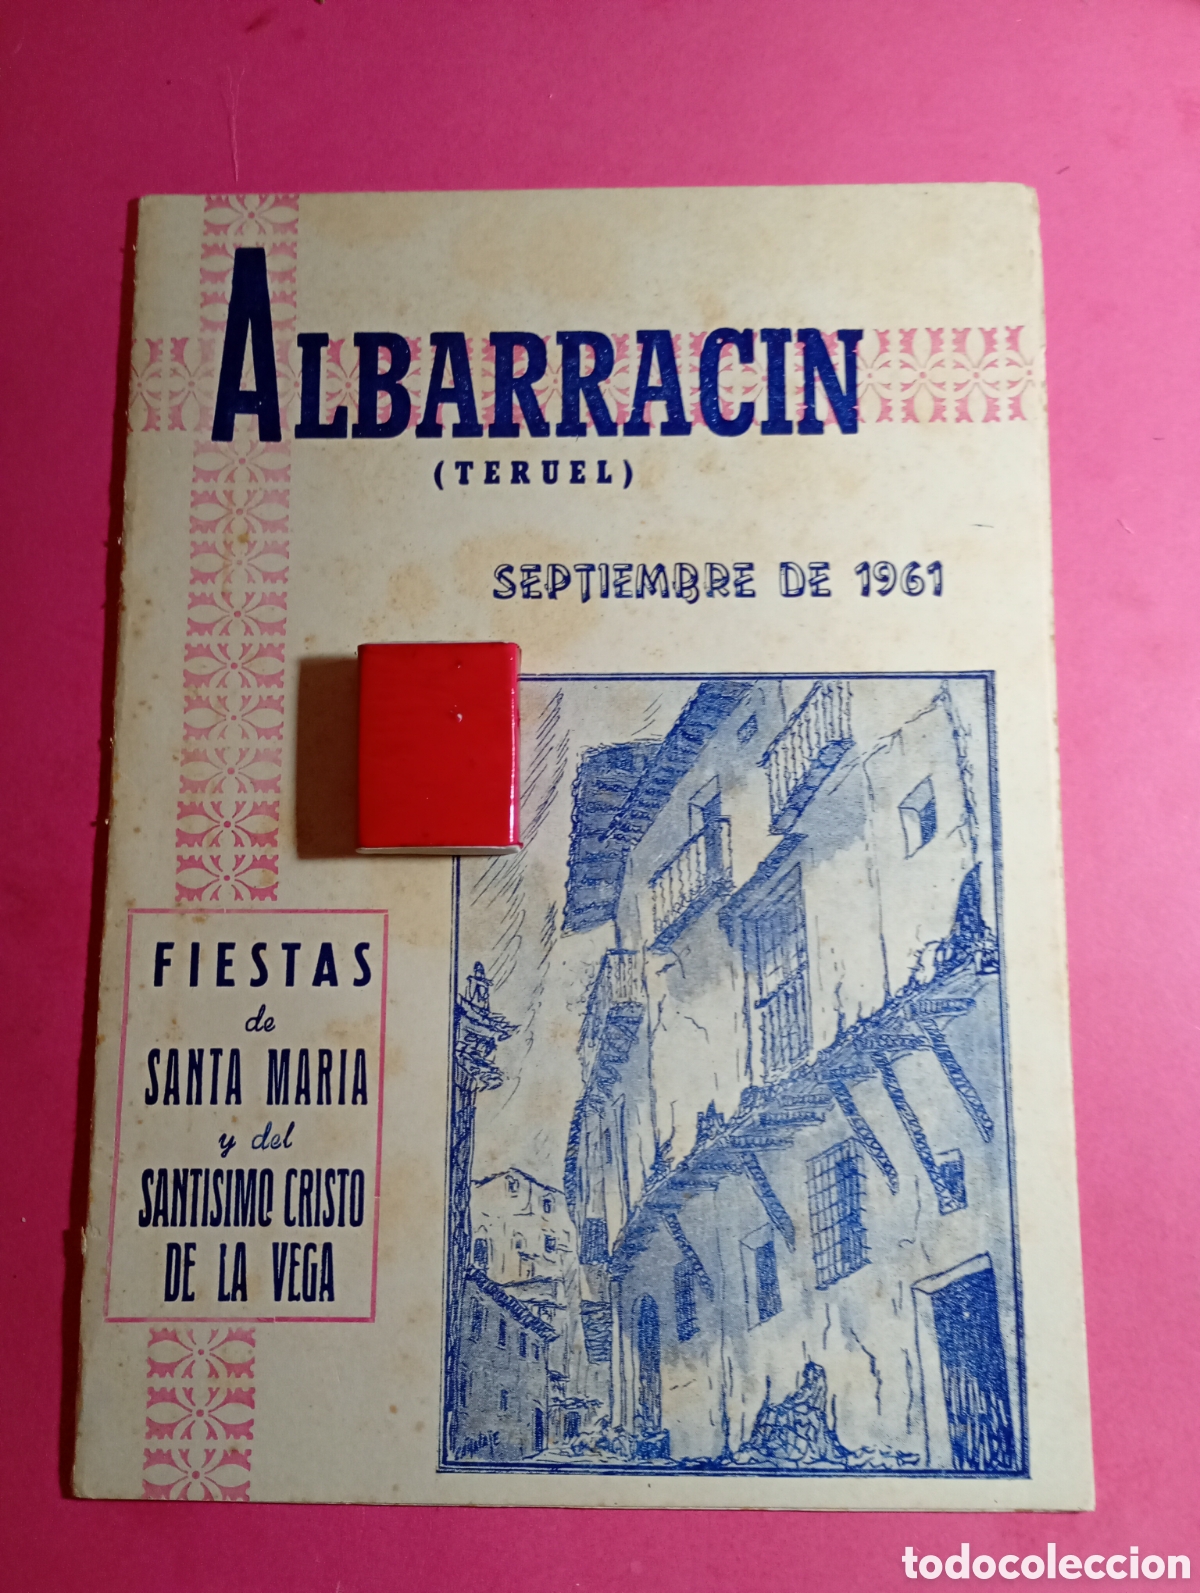 ALBARRACIN
(TERUEL)
SEPTIEMBRE DE 1961
FIESTAS
de
SANTA MARIA
y del
SANTISIMO CRISTO
DE LA VEGA
todocoleccion